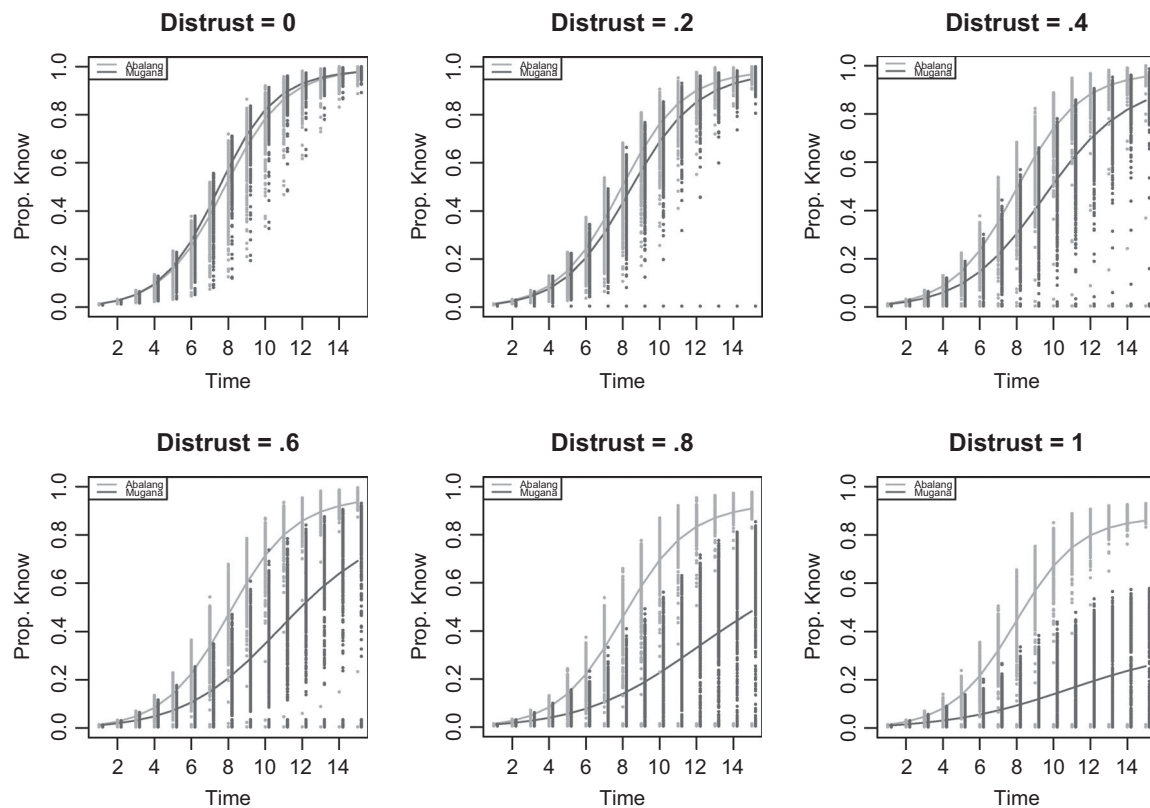 Distrust = 0
Abalang
Mugana
Prop. Know
0.0 0.2 0.4 0.6 0.8 1.0
2 4 6 8 10 12 14
Time
Distrust = .2
Abalang
Mugana
Prop. Know
0.0 0.2 0.4 0.6 0.8 1.0
2 4 6 8 10 12 14
Time
Distrust = .4
Abalang
Mugana
Prop. Know
0.0 0.2 0.4 0.6 0.8 1.0
2 4 6 8 10 12 14
Time
Distrust = .6
Abalang
Mugana
Prop. Know
0.0 0.2 0.4 0.6 0.8 1.0
2 4 6 8 10 12 14
Time
Distrust = .8
Abalang
Mugana
Prop. Know
0.0 0.2 0.4 0.6 0.8 1.0
2 4 6 8 10 12 14
Time
Distrust = 1
Abalang
Mugana
Prop. Know
0.0 0.2 0.4 0.6 0.8 1.0
2 4 6 8 10 12 14
Time